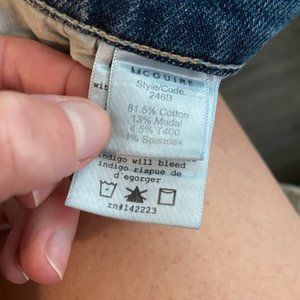 MCGUIRE
Style/Code:
246B
wit
81.5% Cotton
13% Modal
4.5% T400
1% Spandex
indigo will bleed
indigo risque de
d'egorger
rn#142223